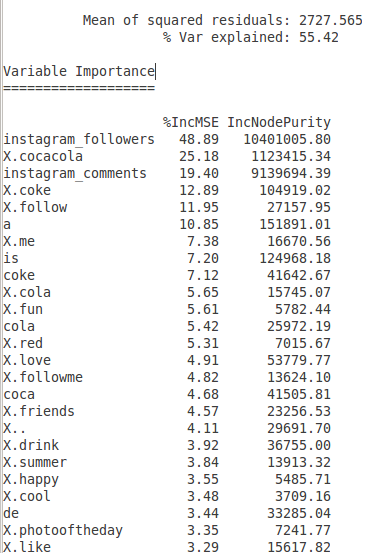 Mean of squared residuals: 2727.565
% Var explained: 55.42
Variable Importance
===================
%IncMSE IncNodePurity
instagram_followers 48.89 10401005.80
X.cocacola 25.18 1123415.34
instagram_comments 19.40 9139694.39
X.coke 12.89 104919.02
X.follow 11.95 27157.95
a 10.85 151891.01
X.me 7.38 16670.56
is 7.20 124968.18
coke 7.12 41642.67
X.cola 5.65 15745.07
X.fun 5.61 5782.44
cola 5.42 25972.19
X.red 5.31 7015.67
X.love 4.91 53779.77
X.followme 4.82 13624.10
coca 4.68 41505.81
X.friends 4.57 23256.53
X.. 4.11 29691.70
X.drink 3.92 36755.00
X.summer 3.84 13913.32
X.happy 3.55 5485.71
X.cool 3.48 3709.16
de 3.44 33285.04
X.photooftheday 3.35 7241.77
X.like 3.29 15617.82